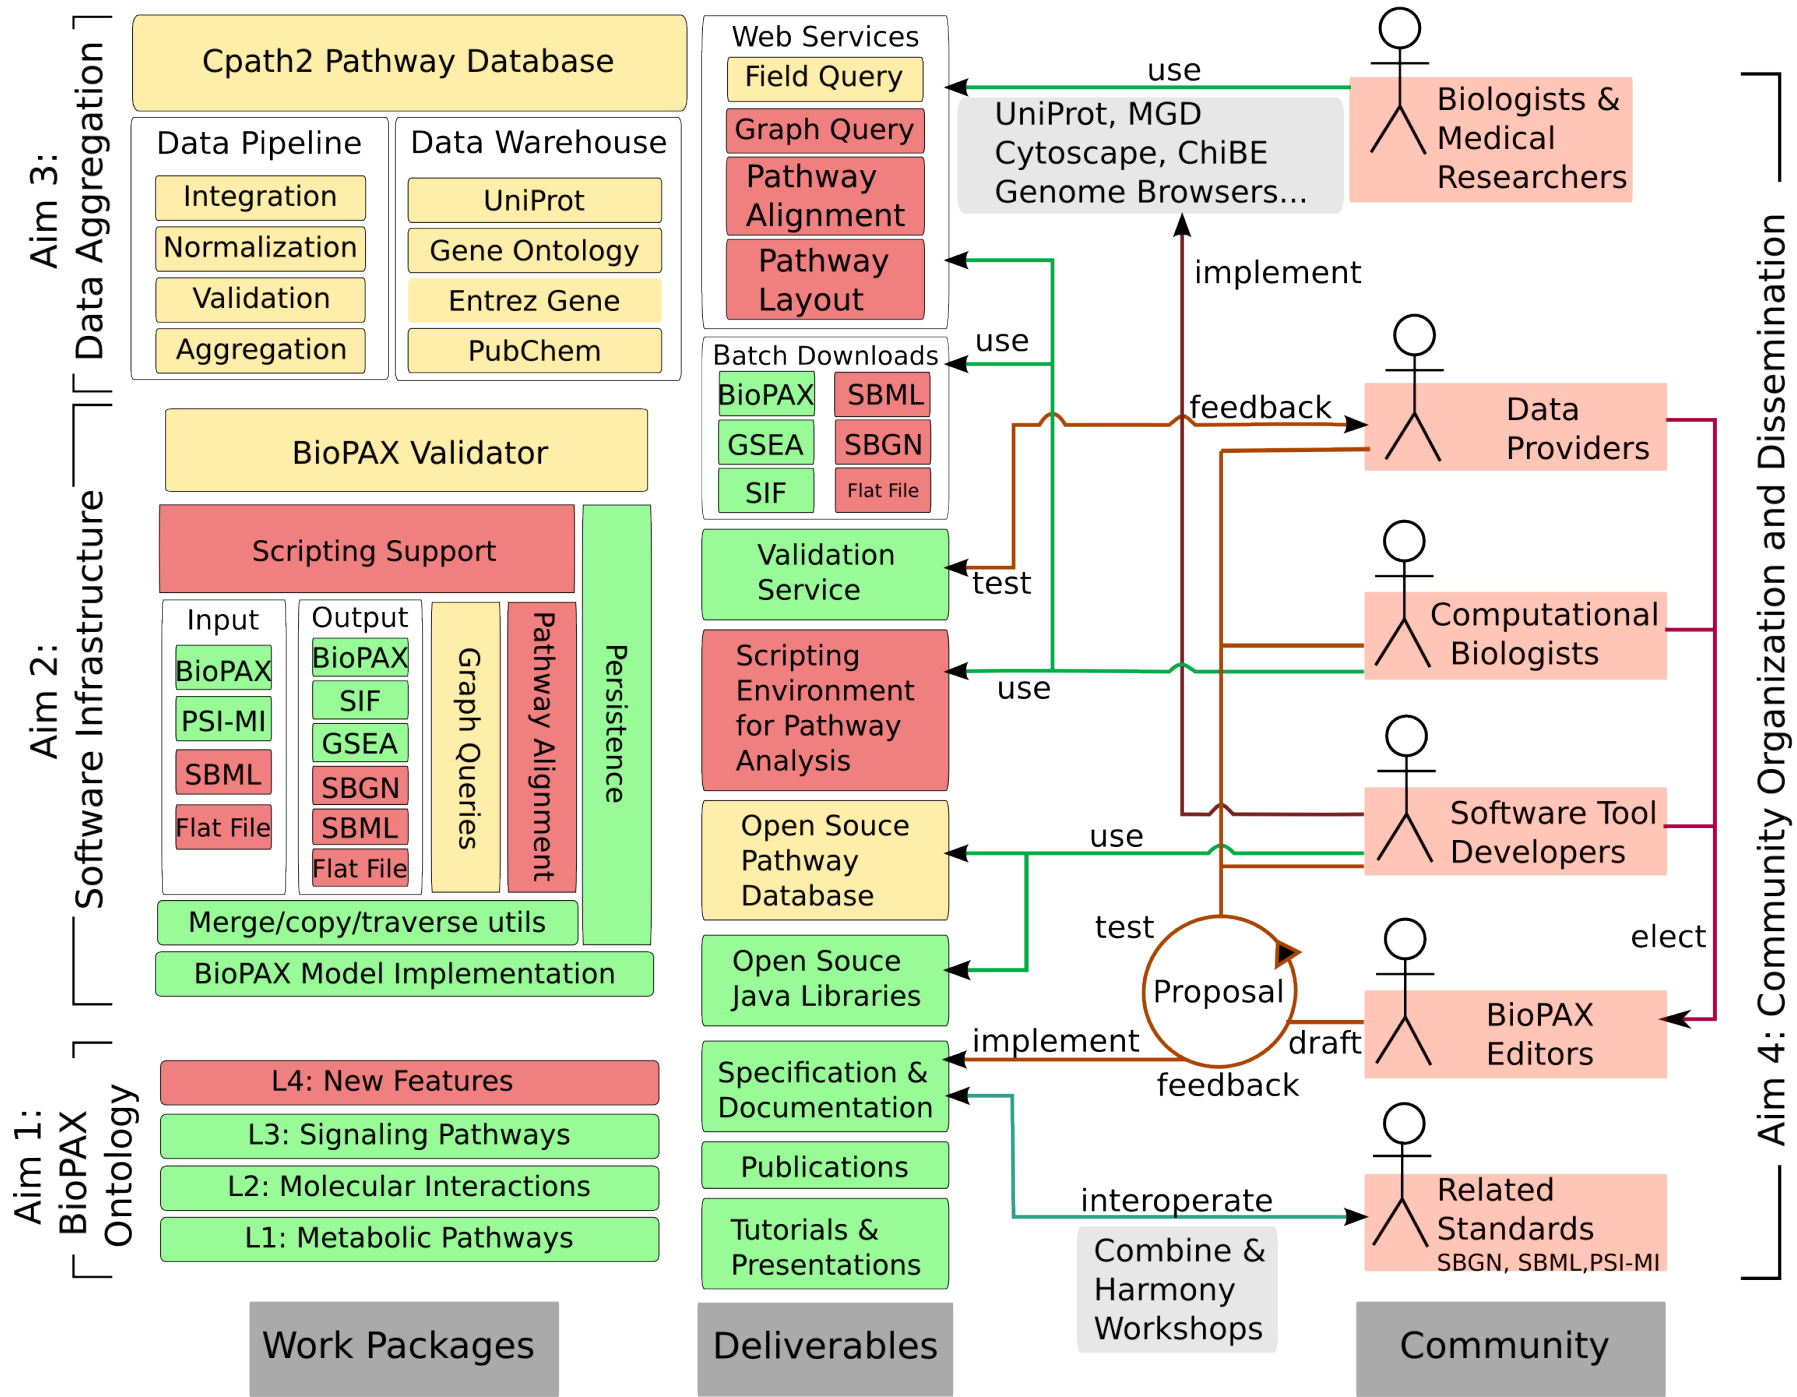 Aim 3:
Data Aggregation
Cpath2 Pathway Database
Data Pipeline
Integration
Normalization
Validation
Aggregation
Data Warehouse
UniProt
Gene Ontology
Entrez Gene
PubChem
Aim 2:
Software Infrastructure
BioPAX Validator
Scripting Support
Input
BioPAX
PSI-MI
SBML
Flat File
Output
BioPAX
SIF
GSEA
SBGN
SBML
Flat File
Graph Queries
Pathway Alignment
Persistence
Merge/copy/traverse utils
BioPAX Model Implementation
Aim 1:
BioPAX
Ontology
L4: New Features
L3: Signaling Pathways
L2: Molecular Interactions
L1: Metabolic Pathways
Work Packages
Web Services
Field Query
Graph Query
Pathway
Alignment
Pathway
Layout
Batch Downloads
BioPAX
SBML
GSEA
SBGN
SIF
Flat File
Validation
Service
Scripting
Environment
for Pathway
Analysis
Open Souce
Pathway
Database
Open Souce
Java Libraries
Specification &
Documentation
Publications
Tutorials &
Presentations
Deliverables
use
UniProt, MGD
Cytoscape, ChiBE
Genome Browsers...
implement
use
feedback
test
use
use
test
Proposal
elect
implement
draft
feedback
interoperate
Combine &
Harmony
Workshops
Biologists &
Medical
Researchers
Data
Providers
Computational
Biologists
Software Tool
Developers
BioPAX
Editors
Related
Standards
SBGN, SBML,PSI-MI
Community
Aim 4: Community Organization and Dissemination